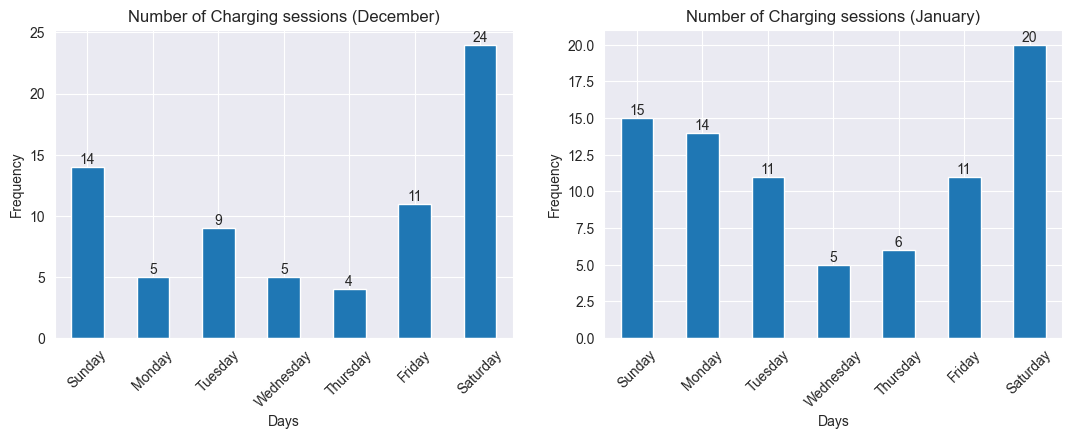 Number of Charging sessions (December)
25
20
15
10
5
0
Frequency
14
5
9
5
4
11
24
Sunday
Monday
Tuesday
Wednesday
Thursday
Friday
Saturday
Days
Number of Charging sessions (January)
20.0
17.5
15.0
12.5
10.0
7.5
5.0
2.5
0.0
Frequency
15
14
11
5
6
11
20
Sunday
Monday
Tuesday
Wednesday
Thursday
Friday
Saturday
Days